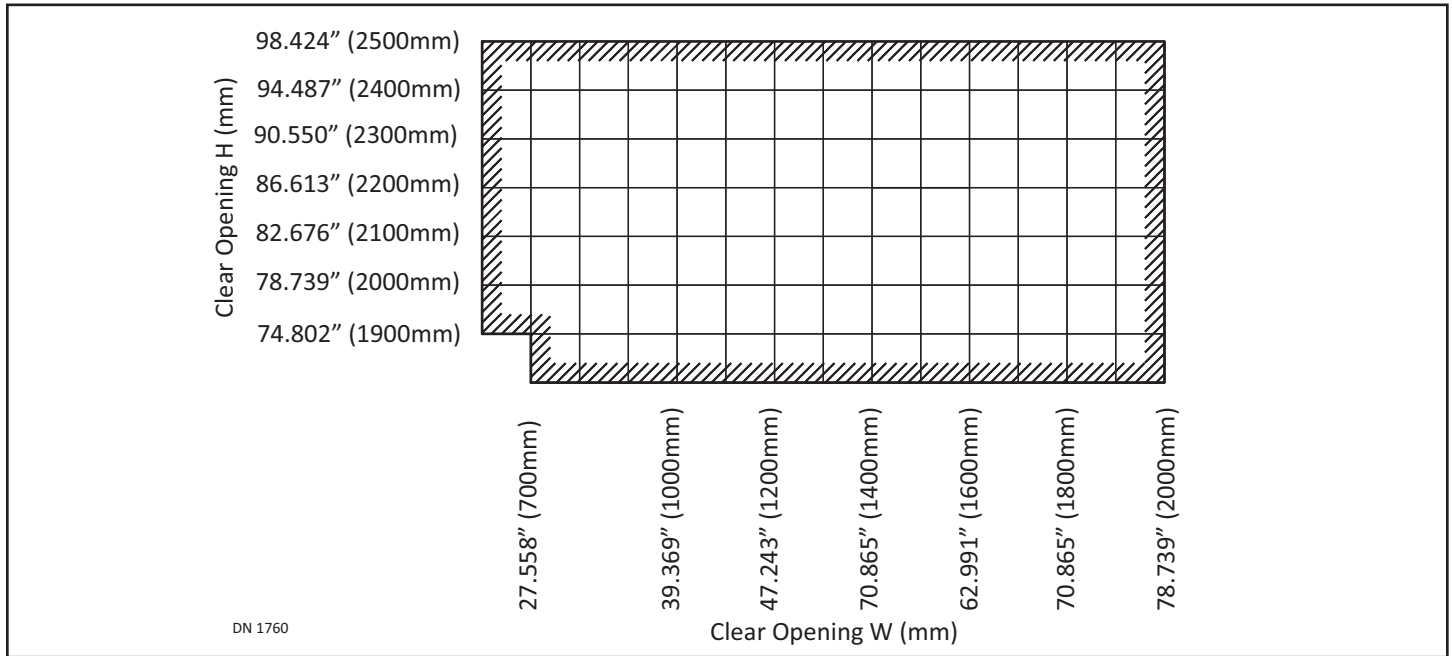 98.424” (2500mm)
94.487” (2400mm)
90.550” (2300mm)
86.613” (2200mm)
82.676” (2100mm)
78.739” (2000mm)
74.802” (1900mm)
Clear Opening H (mm)
27.558” (700mm)
39.369” (1000mm)
47.243” (1200mm)
70.865” (1400mm)
62.991” (1600mm)
70.865” (1800mm)
78.739” (2000mm)
Clear Opening W (mm)
DN 1760